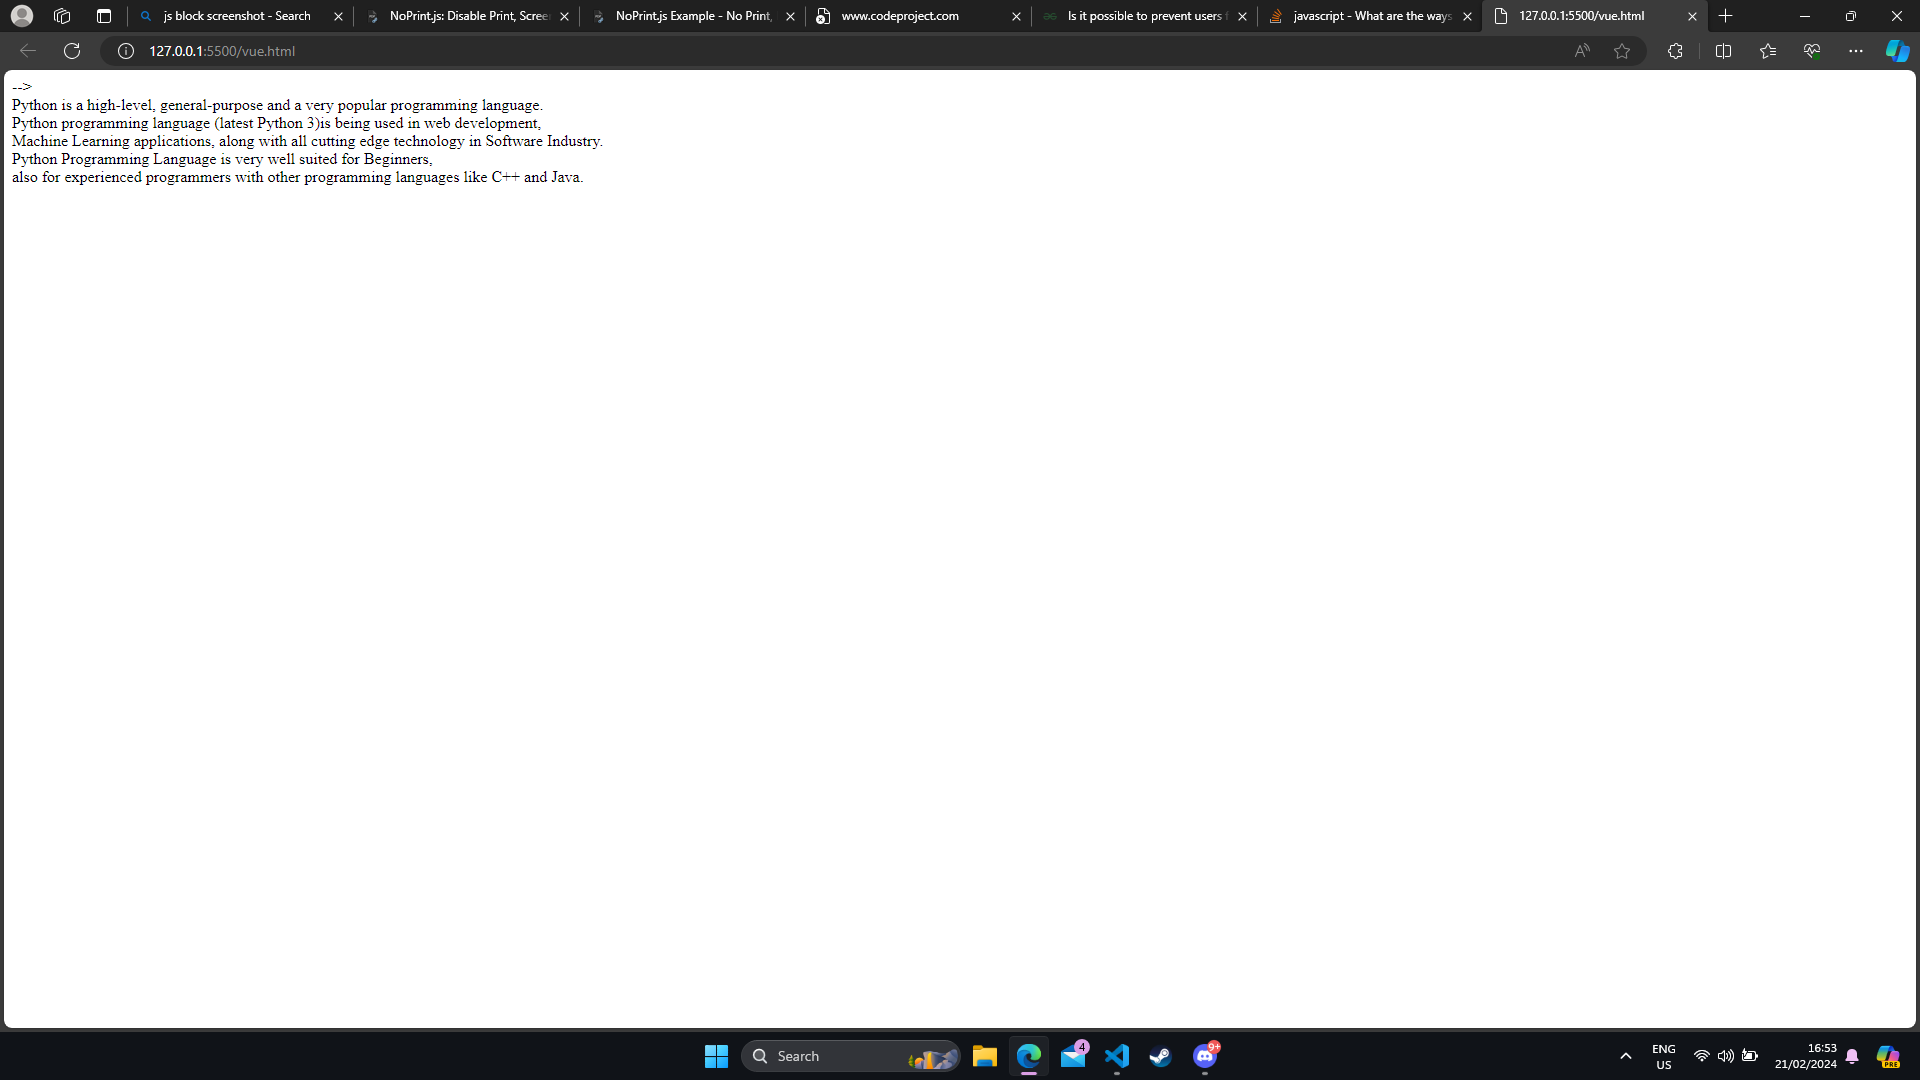 js block screenshot - Search
NoPrint.js: Disable Print, Scree
NoPrint.js Example - No Print,
www.codeproject.com
Is it possible to prevent users f
javascript - What are the ways
127.0.0.1:5500/vue.html
127.0.0.1:5500/vue.html
-->
Python is a high-level, general-purpose and a very popular programming language.
Python programming language (latest Python 3)is being used in web development,
Machine Learning applications, along with all cutting edge technology in Software Industry.
Python Programming Language is very well suited for Beginners,
also for experienced programmers with other programming languages like C++ and Java.
Search
4
9+
ENG
US
16:53
21/02/2024
PRE